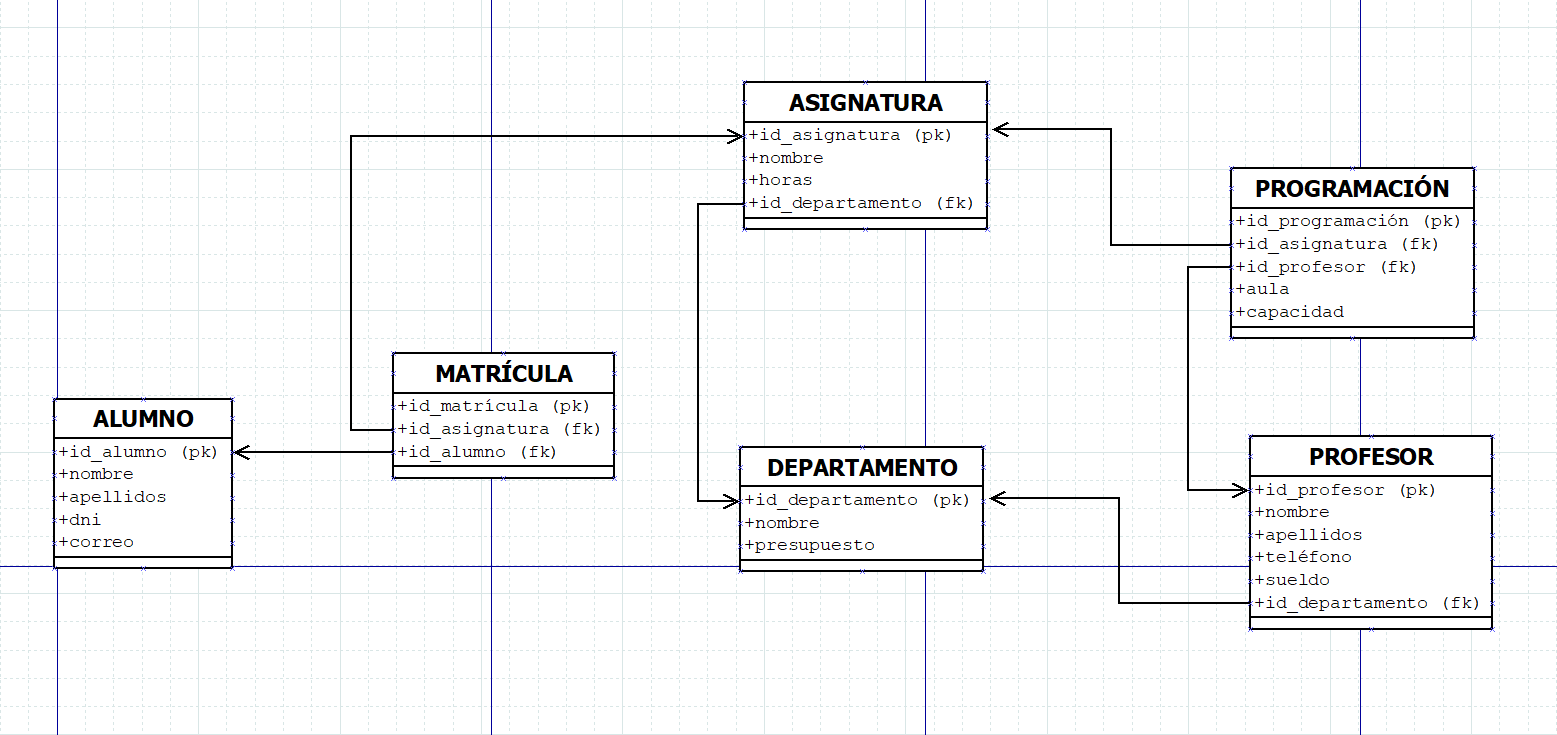 ASIGNATURA
+id_asignatura (pk)
+nombre
+horas
+id_departamento (fk)
PROGRAMACIÓN
+id_programación (pk)
+id_asignatura (fk)
+id_profesor (fk)
+aula
+capacidad
MATRÍCULA
+id_matrícula (pk)
+id_asignatura (fk)
+id_alumno (fk)
ALUMNO
+id_alumno (pk)
+nombre
+apellidos
+dni
+correo
DEPARTAMENTO
+id_departamento (pk)
+nombre
+presupuesto
PROFESOR
+id_profesor (pk)
+nombre
+apellidos
+teléfono
+sueldo
+id_departamento (fk)